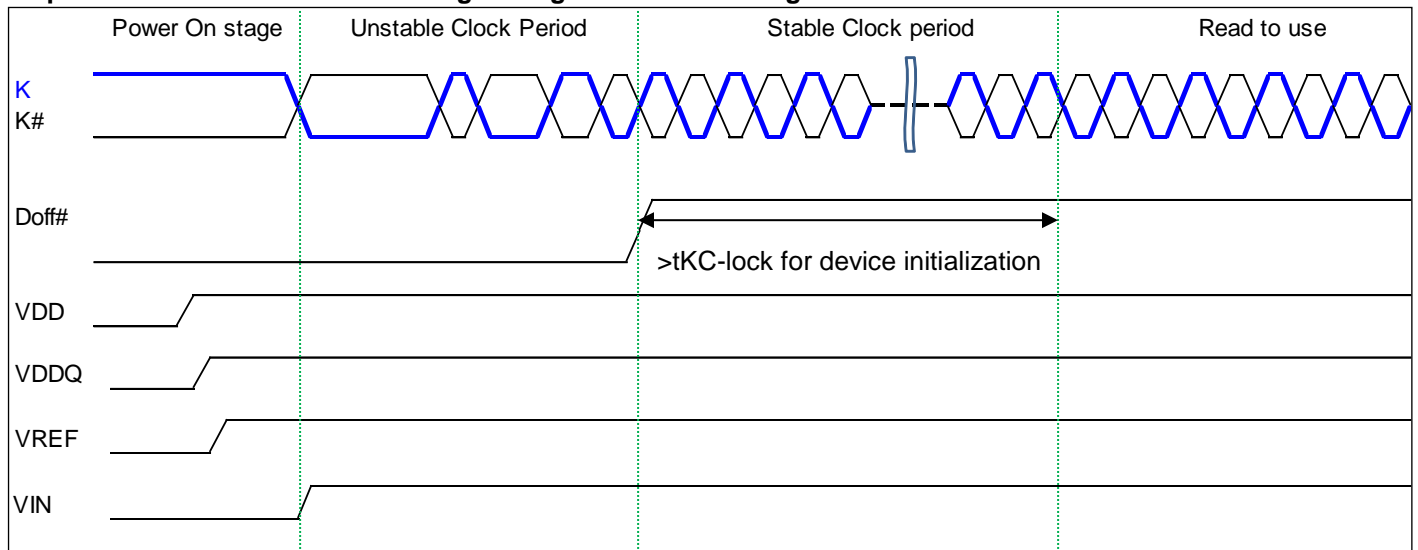 Power On stage Unstable Clock Period Stable Clock period Read to use
K
K#
Doff#
>tKC-lock for device initialization
VDD
VDDQ
VREF
VIN